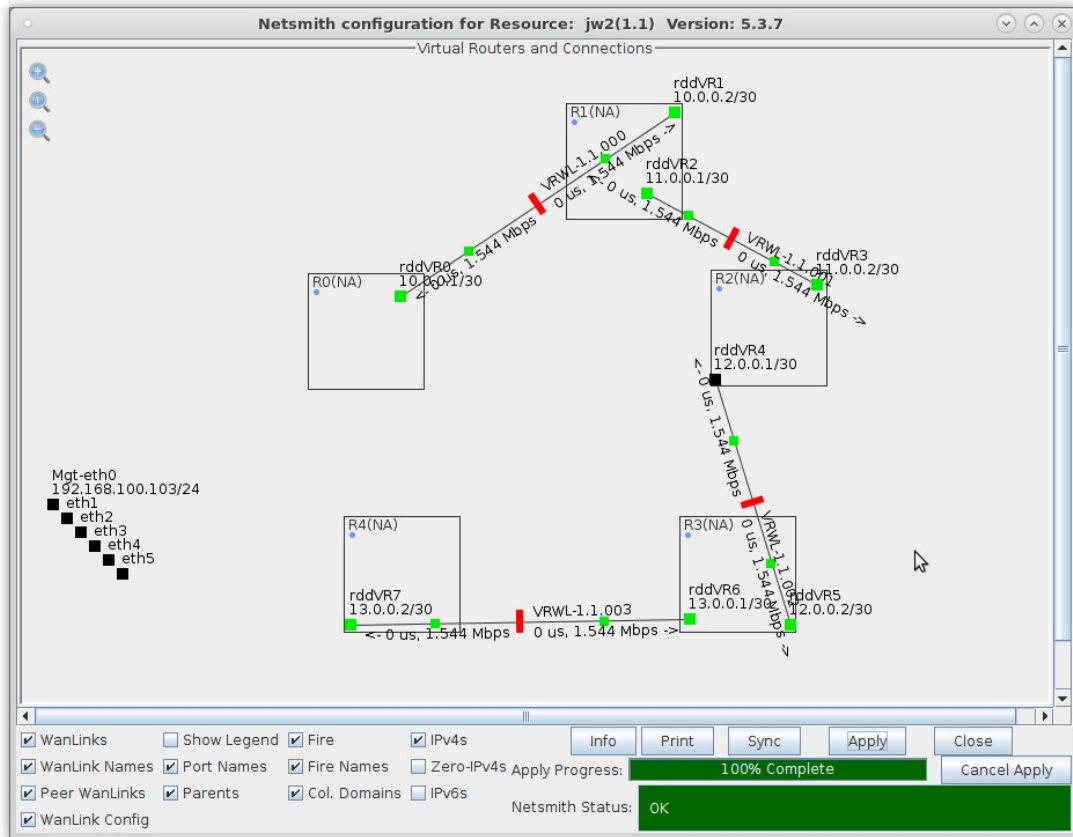 Netsmith configuration for Resource:  jw2(1.1)  Version: 5.3.7
Virtual Routers and Connections
rddVR1
10.0.0.2/30
R1(NA)
VRWL-1.1.000
0 us, 1.544 Mbps ->
<- 0 us, 1.544 Mbps
rddVR2
11.0.0.1/30
<- 0 us, 1.544 Mbps
VRWL-1.1.001
0 us, 1.544 Mbps ->
rddVR3
11.0.0.2/30
R2(NA)
rddVR0
10.0.0.1/30
R0(NA)
rddVR4
12.0.0.1/30
<- 0 us, 1.544 Mbps
VRWL-1.1.002
0 us, 1.544 Mbps ->
Mgt-eth0
192.168.100.103/24
eth1
eth2
eth3
eth4
eth5
R4(NA)
R3(NA)
rddVR7
13.0.0.2/30
VRWL-1.1.003
<- 0 us, 1.544 Mbps
0 us, 1.544 Mbps ->
rddVR6
13.0.0.1/30
rddVR5
12.0.0.2/30
WanLinks
Show Legend
Fire
IPv4s
Info
Print
Sync
Apply
Close
WanLink Names
Port Names
Fire Names
Zero-IPv4s
Apply Progress:
100% Complete
Cancel Apply
Peer WanLinks
Parents
Col. Domains
IPv6s
Netsmith Status:
OK
WanLink Config